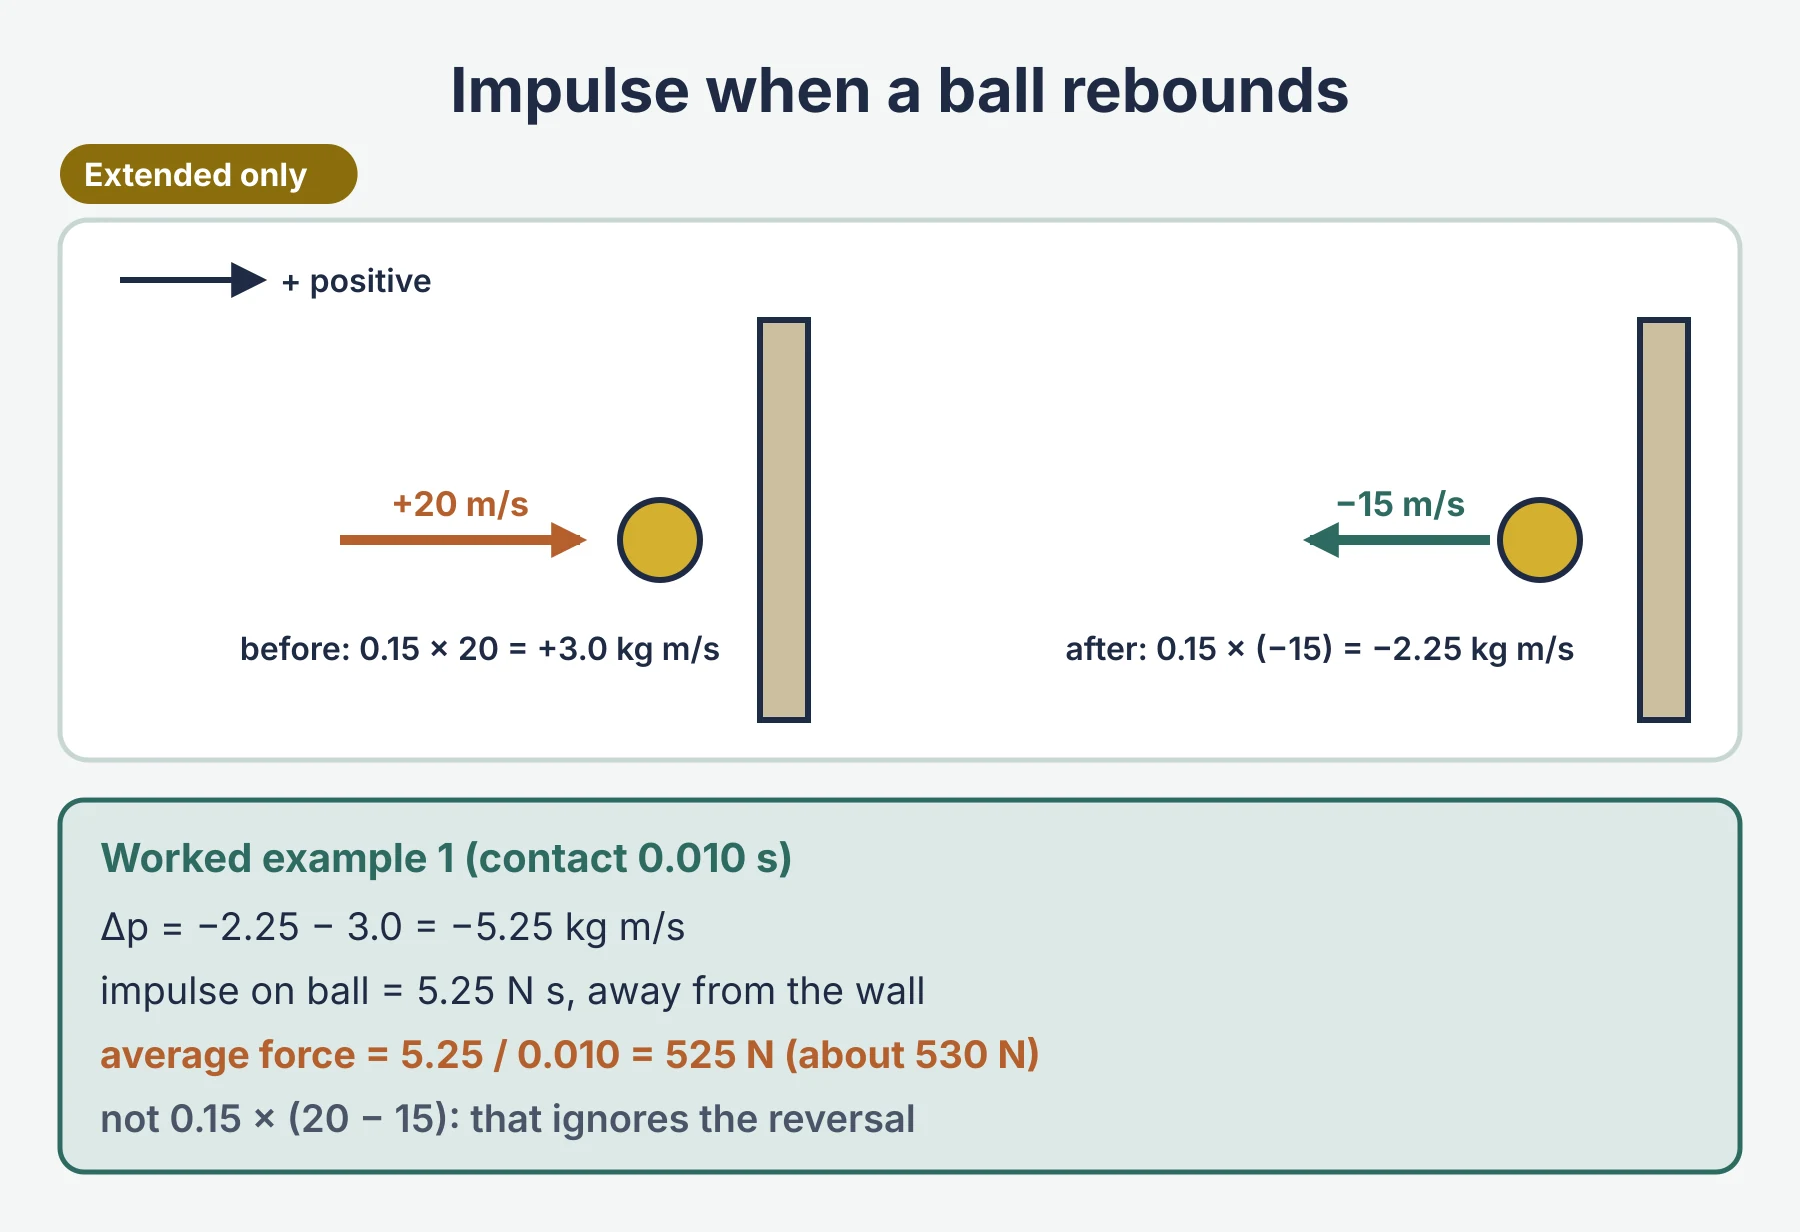 Impulse when a ball rebounds
Extended only
+ positive
+20 m/s
−15 m/s
before: 0.15 × 20 = +3.0 kg m/s
after: 0.15 × (−15) = −2.25 kg m/s
Worked example 1 (contact 0.010 s)
Δp = −2.25 − 3.0 = −5.25 kg m/s
impulse on ball = 5.25 N s, away from the wall
average force = 5.25 / 0.010 = 525 N (about 530 N)
not 0.15 × (20 − 15): that ignores the reversal